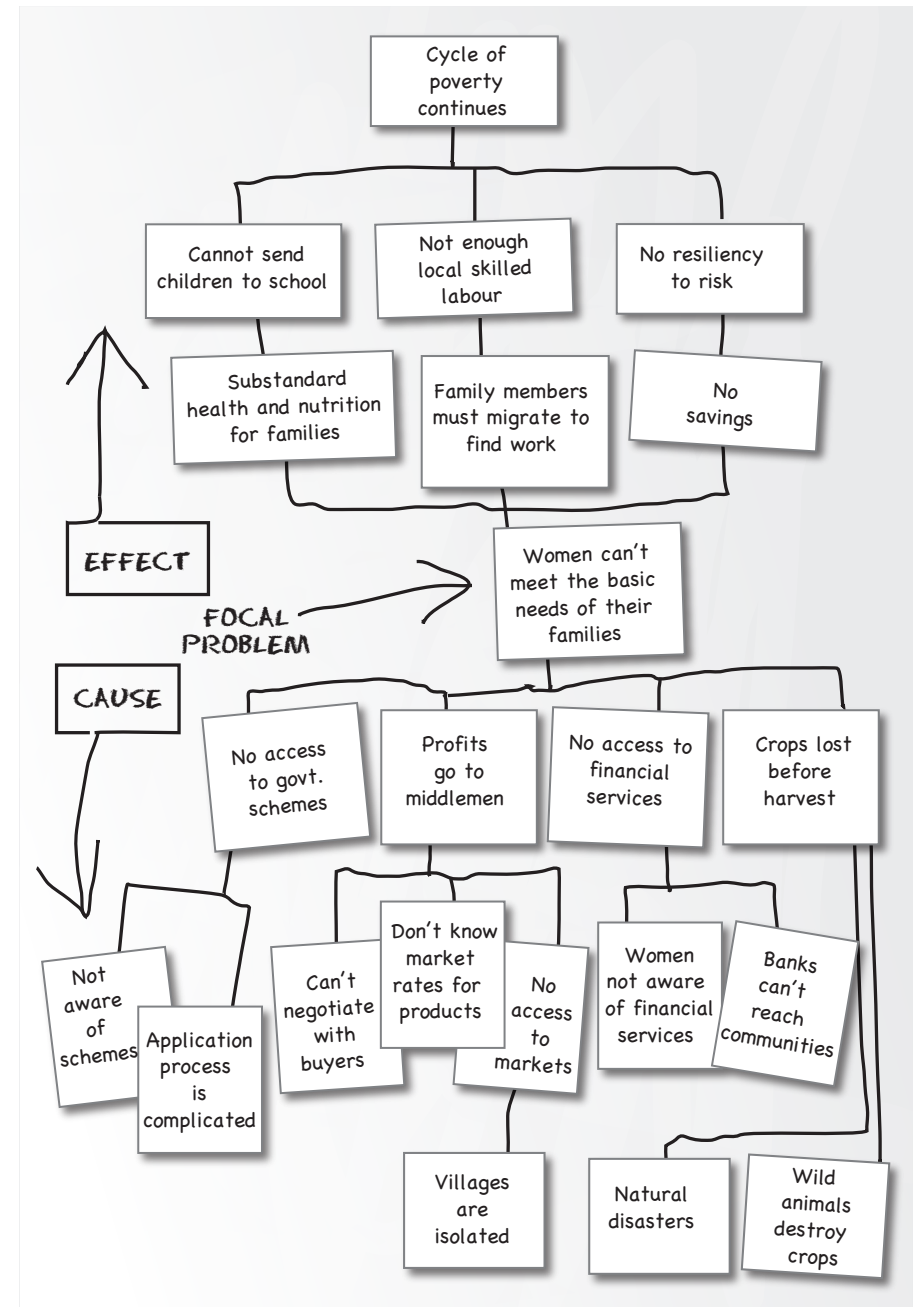 Cycle of
poverty
continues
Cannot send
children to school
Not enough
local skilled
labour
No resiliency
to risk
Substandard
health and nutrition
for families
Family members
must migrate to
find work
No
savings
EFFECT
Women can't
meet the basic
needs of their
families
FOCAL
PROBLEM
CAUSE
No access
to govt.
schemes
Profits
go to
middlemen
No access to
financial
services
Crops lost
before
harvest
Not
aware
of
schemes
Application
process
is
complicated
Can't
negotiate
with
buyers
Don't know
market
rates for
products
No
access
to
markets
Women
not aware
of financial
services
Banks
can't
reach
communities
Villages
are
isolated
Natural
disasters
Wild
animals
destroy
crops